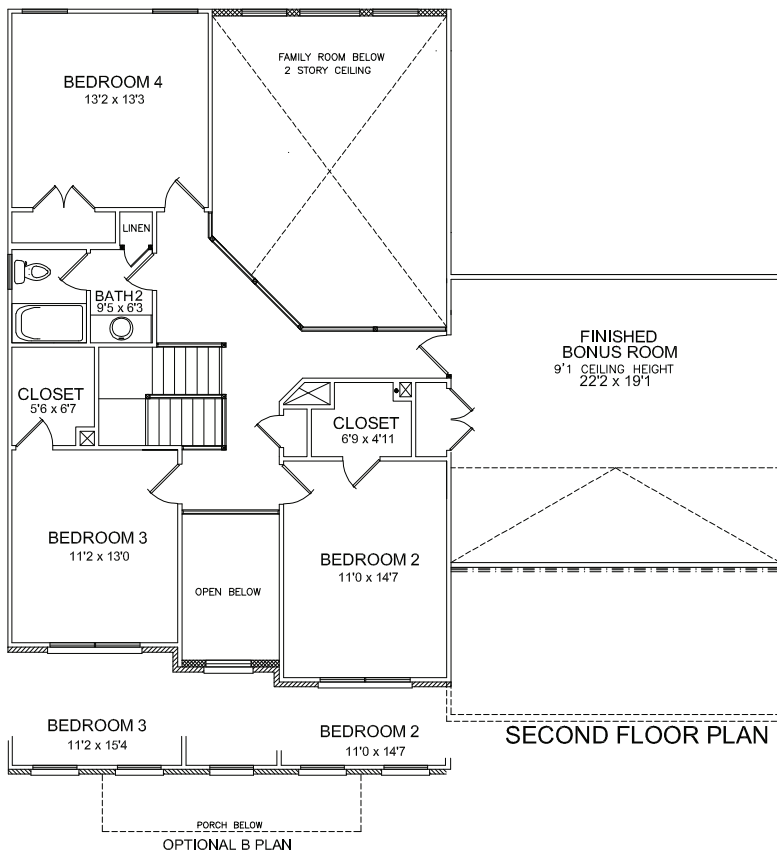 FAMILY ROOM BELOW
2 STORY CEILING
BEDROOM 4
13'2 x 13'3
LINEN
BATH2
9'5 x 6'3
FINISHED
BONUS ROOM
9'1 CEILING HEIGHT
22'2 x 19'1
CLOSET
5'6 x 6'7
CLOSET
6'9 x 4'11
BEDROOM 3
11'2 x 13'0
BEDROOM 2
11'0 x 14'7
OPEN BELOW
BEDROOM 3
11'2 x 15'4
BEDROOM 2
11'0 x 14'7
SECOND FLOOR PLAN
PORCH BELOW
OPTIONAL B PLAN